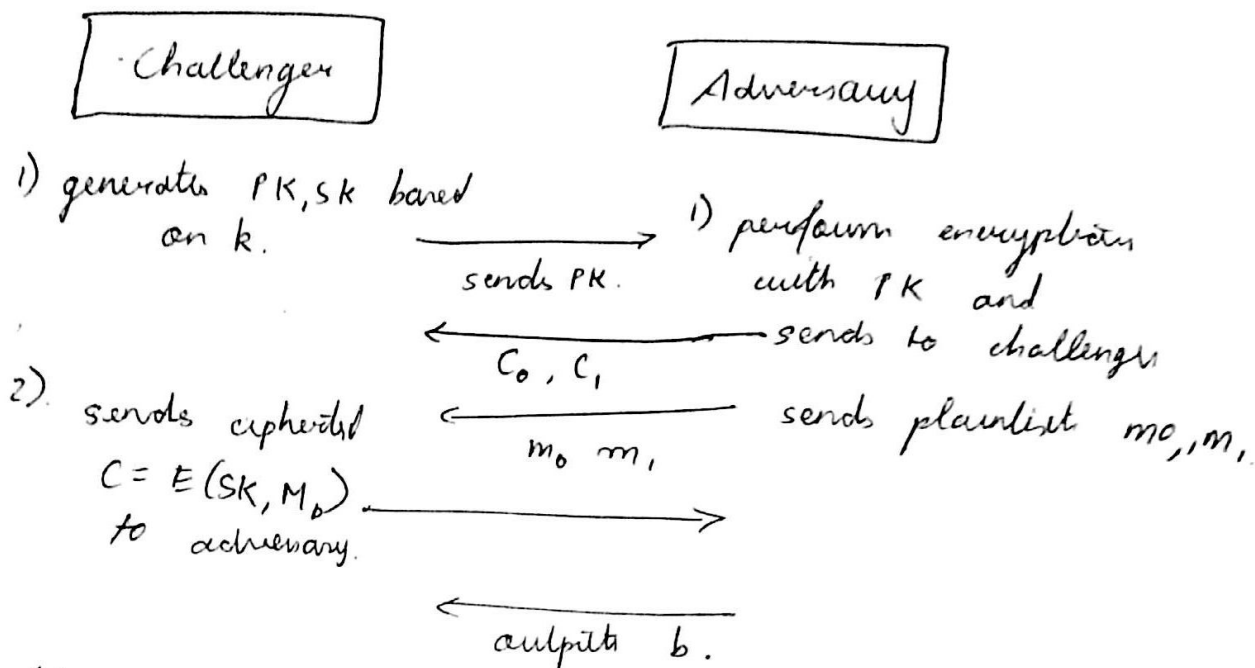 Challenger
Adversary
1) generates PK, SK based
on k.
sends PK.
1) perform encryption
with PK and
sends to challenger
C₀, C₁
2) sends ciphertext
C = E(SK, M_b)
to adversary.
sends plaintext m0, m₁.
m₀ m₁
outputs b.